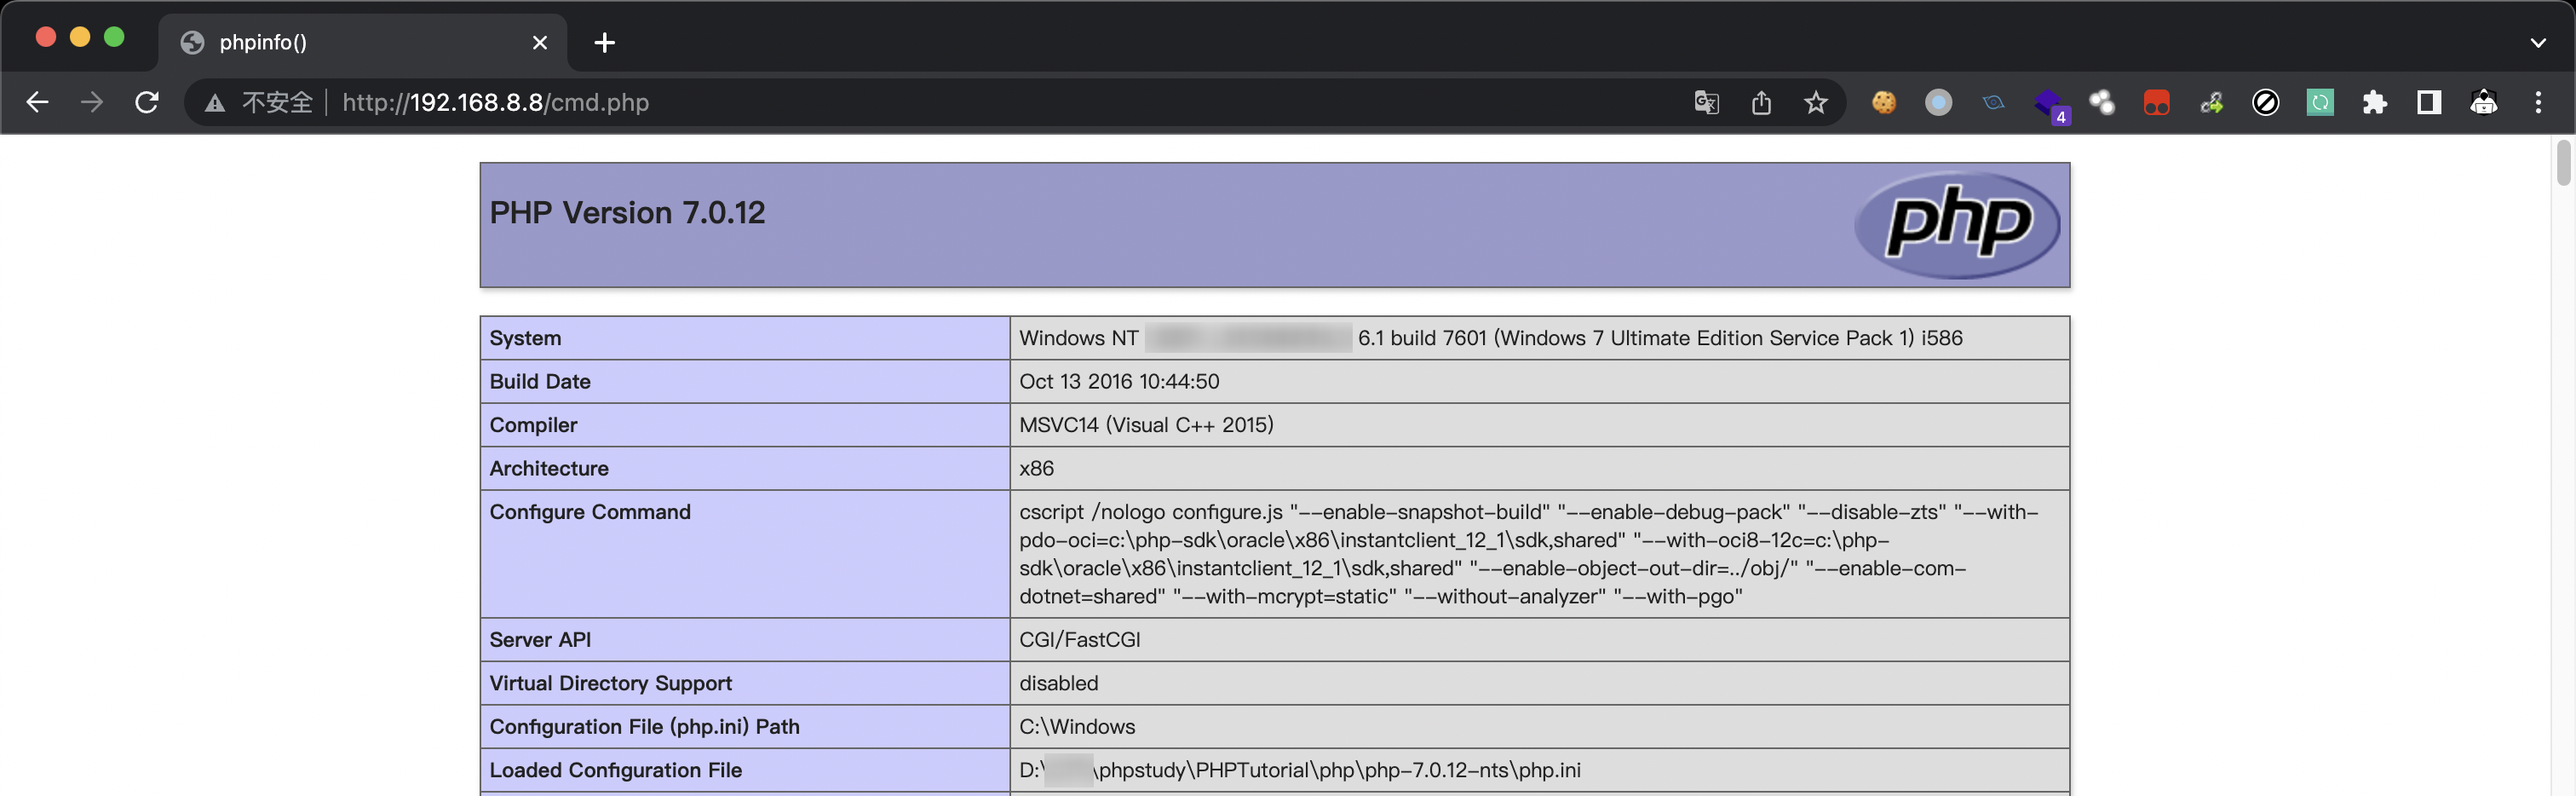 phpinfo()
不安全 http://192.168.8.8/cmd.php
4
PHP Version 7.0.12
php
System Windows NT 6.1 build 7601 (Windows 7 Ultimate Edition Service Pack 1) i586
Build Date Oct 13 2016 10:44:50
Compiler MSVC14 (Visual C++ 2015)
Architecture x86
Configure Command cscript /nologo configure.js "--enable-snapshot-build" "--enable-debug-pack" "--disable-zts" "--with-
pdo-oci=c:\php-sdk\oracle\x86\instantclient_12_1\sdk,shared" "--with-oci8-12c=c:\php-
sdk\oracle\x86\instantclient_12_1\sdk,shared" "--enable-object-out-dir=../obj/" "--enable-com-
dotnet=shared" "--with-mcrypt=static" "--without-analyzer" "--with-pgo"
Server API CGI/FastCGI
Virtual Directory Support disabled
Configuration File (php.ini) Path C:\Windows
Loaded Configuration File D:\ \phpstudy\PHPTutorial\php\php-7.0.12-nts\php.ini